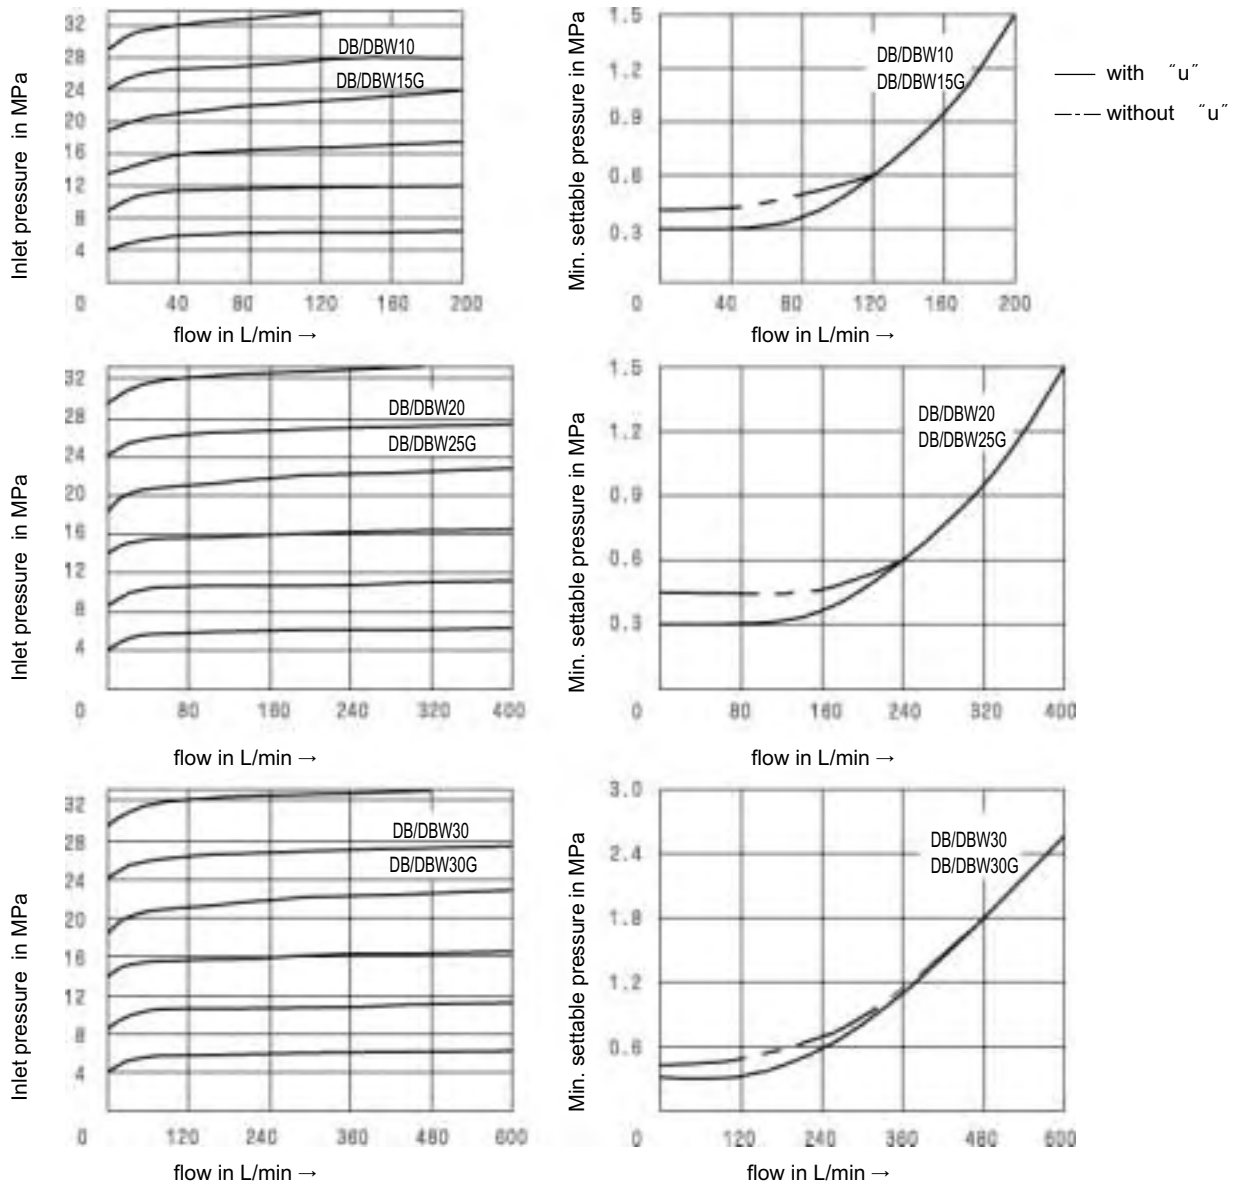 Inlet pressure in MPa
32
28
24
20
16
12
8
4
0
40
80
120
160
200
DB/DBW10
DB/DBW15G
flow in L/min →
Min. settable pressure in MPa
1.5
1.2
0.9
0.6
0.3
0
40
80
120
160
200
DB/DBW10
DB/DBW15G
flow in L/min →
with “u”
without “u”
Inlet pressure in MPa
32
28
24
20
16
12
8
4
0
80
160
240
320
400
DB/DBW20
DB/DBW25G
flow in L/min →
Min. settable pressure in MPa
1.5
1.2
0.9
0.6
0.3
0
80
160
240
320
400
DB/DBW20
DB/DBW25G
flow in L/min →
Inlet pressure in MPa
32
28
24
20
16
12
8
4
0
120
240
360
480
600
DB/DBW30
DB/DBW30G
flow in L/min →
Min. settable pressure in MPa
3.0
2.4
1.8
1.2
0.6
0
120
240
360
480
600
DB/DBW30
DB/DBW30G
flow in L/min →